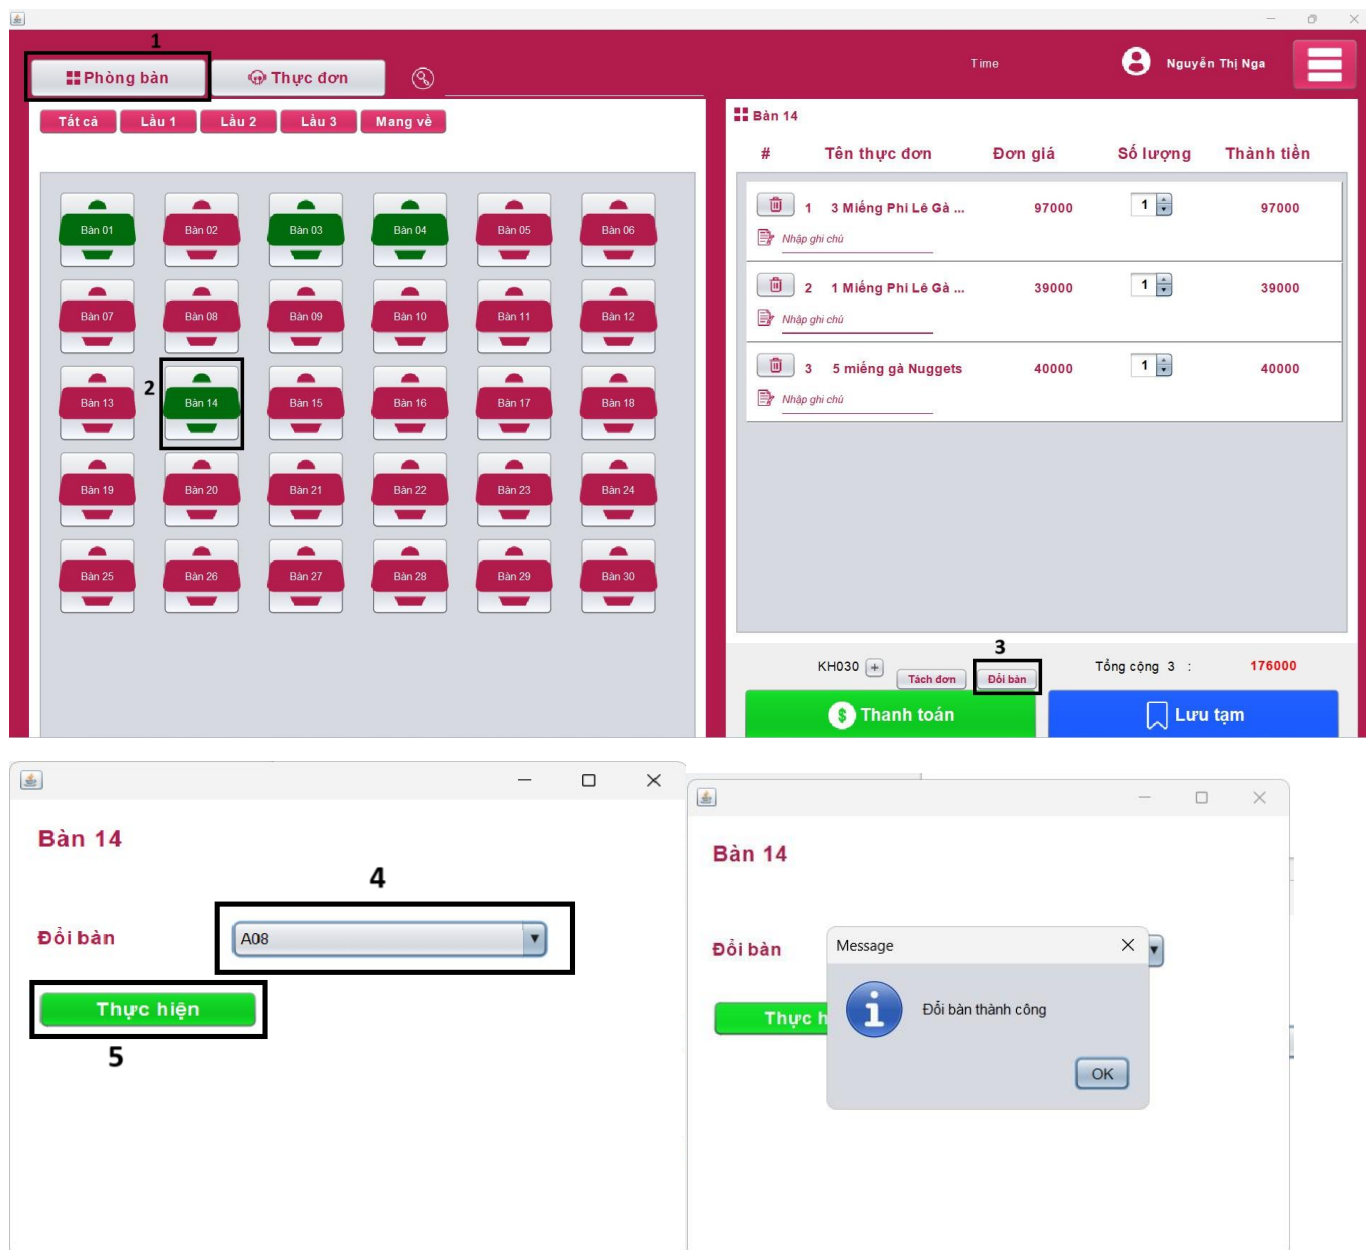 1
Phòng bàn
Thực đơn
Time
Nguyễn Thị Nga
Tất cả
Lầu 1
Lầu 2
Lầu 3
Mang về
Bàn 01
Bàn 02
Bàn 03
Bàn 04
Bàn 05
Bàn 06
Bàn 07
Bàn 08
Bàn 09
Bàn 10
Bàn 11
Bàn 12
2
Bàn 13
Bàn 14
Bàn 15
Bàn 16
Bàn 17
Bàn 18
Bàn 19
Bàn 20
Bàn 21
Bàn 22
Bàn 23
Bàn 24
Bàn 25
Bàn 26
Bàn 27
Bàn 28
Bàn 29
Bàn 30
Bàn 14
# Tên thực đơn Đơn giá Số lượng Thành tiền
1 3 Miếng Phi Lê Gà ... 97000 1 97000
Nhập ghi chú
2 1 Miếng Phi Lê Gà ... 39000 1 39000
Nhập ghi chú
3 5 miếng gà Nuggets 40000 1 40000
Nhập ghi chú
3
KH030 +
Tách đơn
Đổi bàn
Tổng cộng 3 : 176000
$ Thanh toán
Lưu tạm
Bàn 14
4
Đổi bàn
A08
Thực hiện
5
Bàn 14
Đổi bàn
Thực h
Message
Đỗi bàn thành công
OK